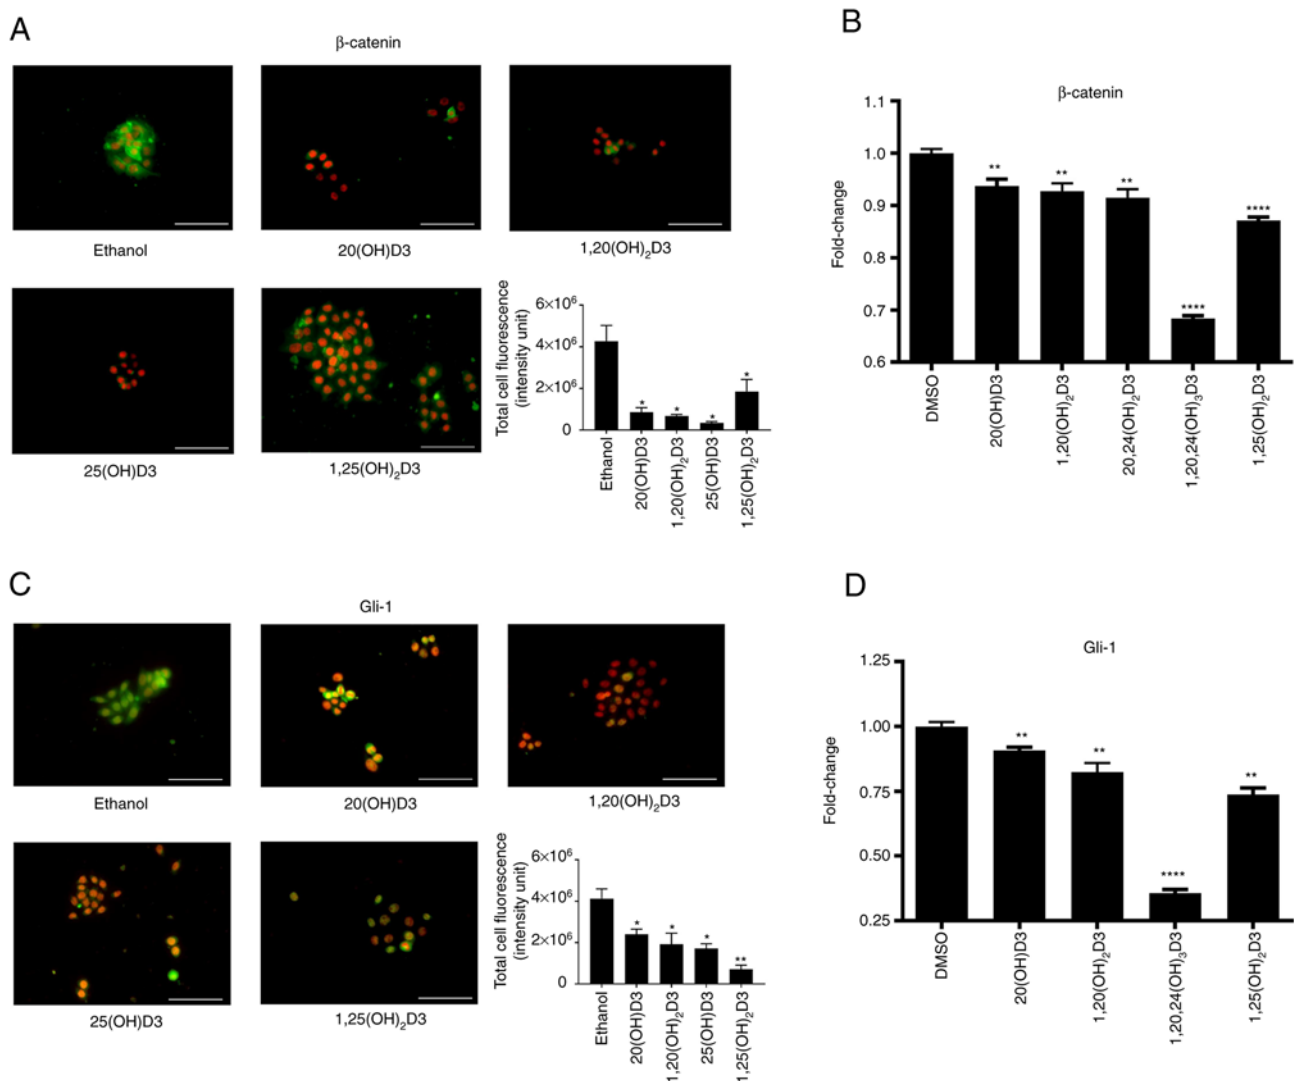 A
β-catenin
Ethanol
20(OH)D3
1,20(OH)₂D3
25(OH)D3
1,25(OH)₂D3
Total cell fluorescence
(intensity unit)
6×10⁶
4×10⁶
2×10⁶
0
*
*
*
*
Ethanol
20(OH)D3
1,20(OH)₂D3
25(OH)D3
1,25(OH)₂D3
B
β-catenin
Fold-change
1.1
1.0
0.9
0.8
0.7
0.6
**
**
**
****
****
DMSO
20(OH)D3
1,20(OH)₂D3
20,24(OH)₂D3
1,20,24(OH)₃D3
1,25(OH)₂D3
C
Gli-1
Ethanol
20(OH)D3
1,20(OH)₂D3
25(OH)D3
1,25(OH)₂D3
Total cell fluorescence
(intensity unit)
6×10⁶
4×10⁶
2×10⁶
0
*
*
*
**
Ethanol
20(OH)D3
1,20(OH)₂D3
25(OH)D3
1,25(OH)₂D3
D
Gli-1
Fold-change
1.25
1.00
0.75
0.50
0.25
**
**
****
**
DMSO
20(OH)D3
1,20(OH)₂D3
1,20,24(OH)₃D3
1,25(OH)₂D3